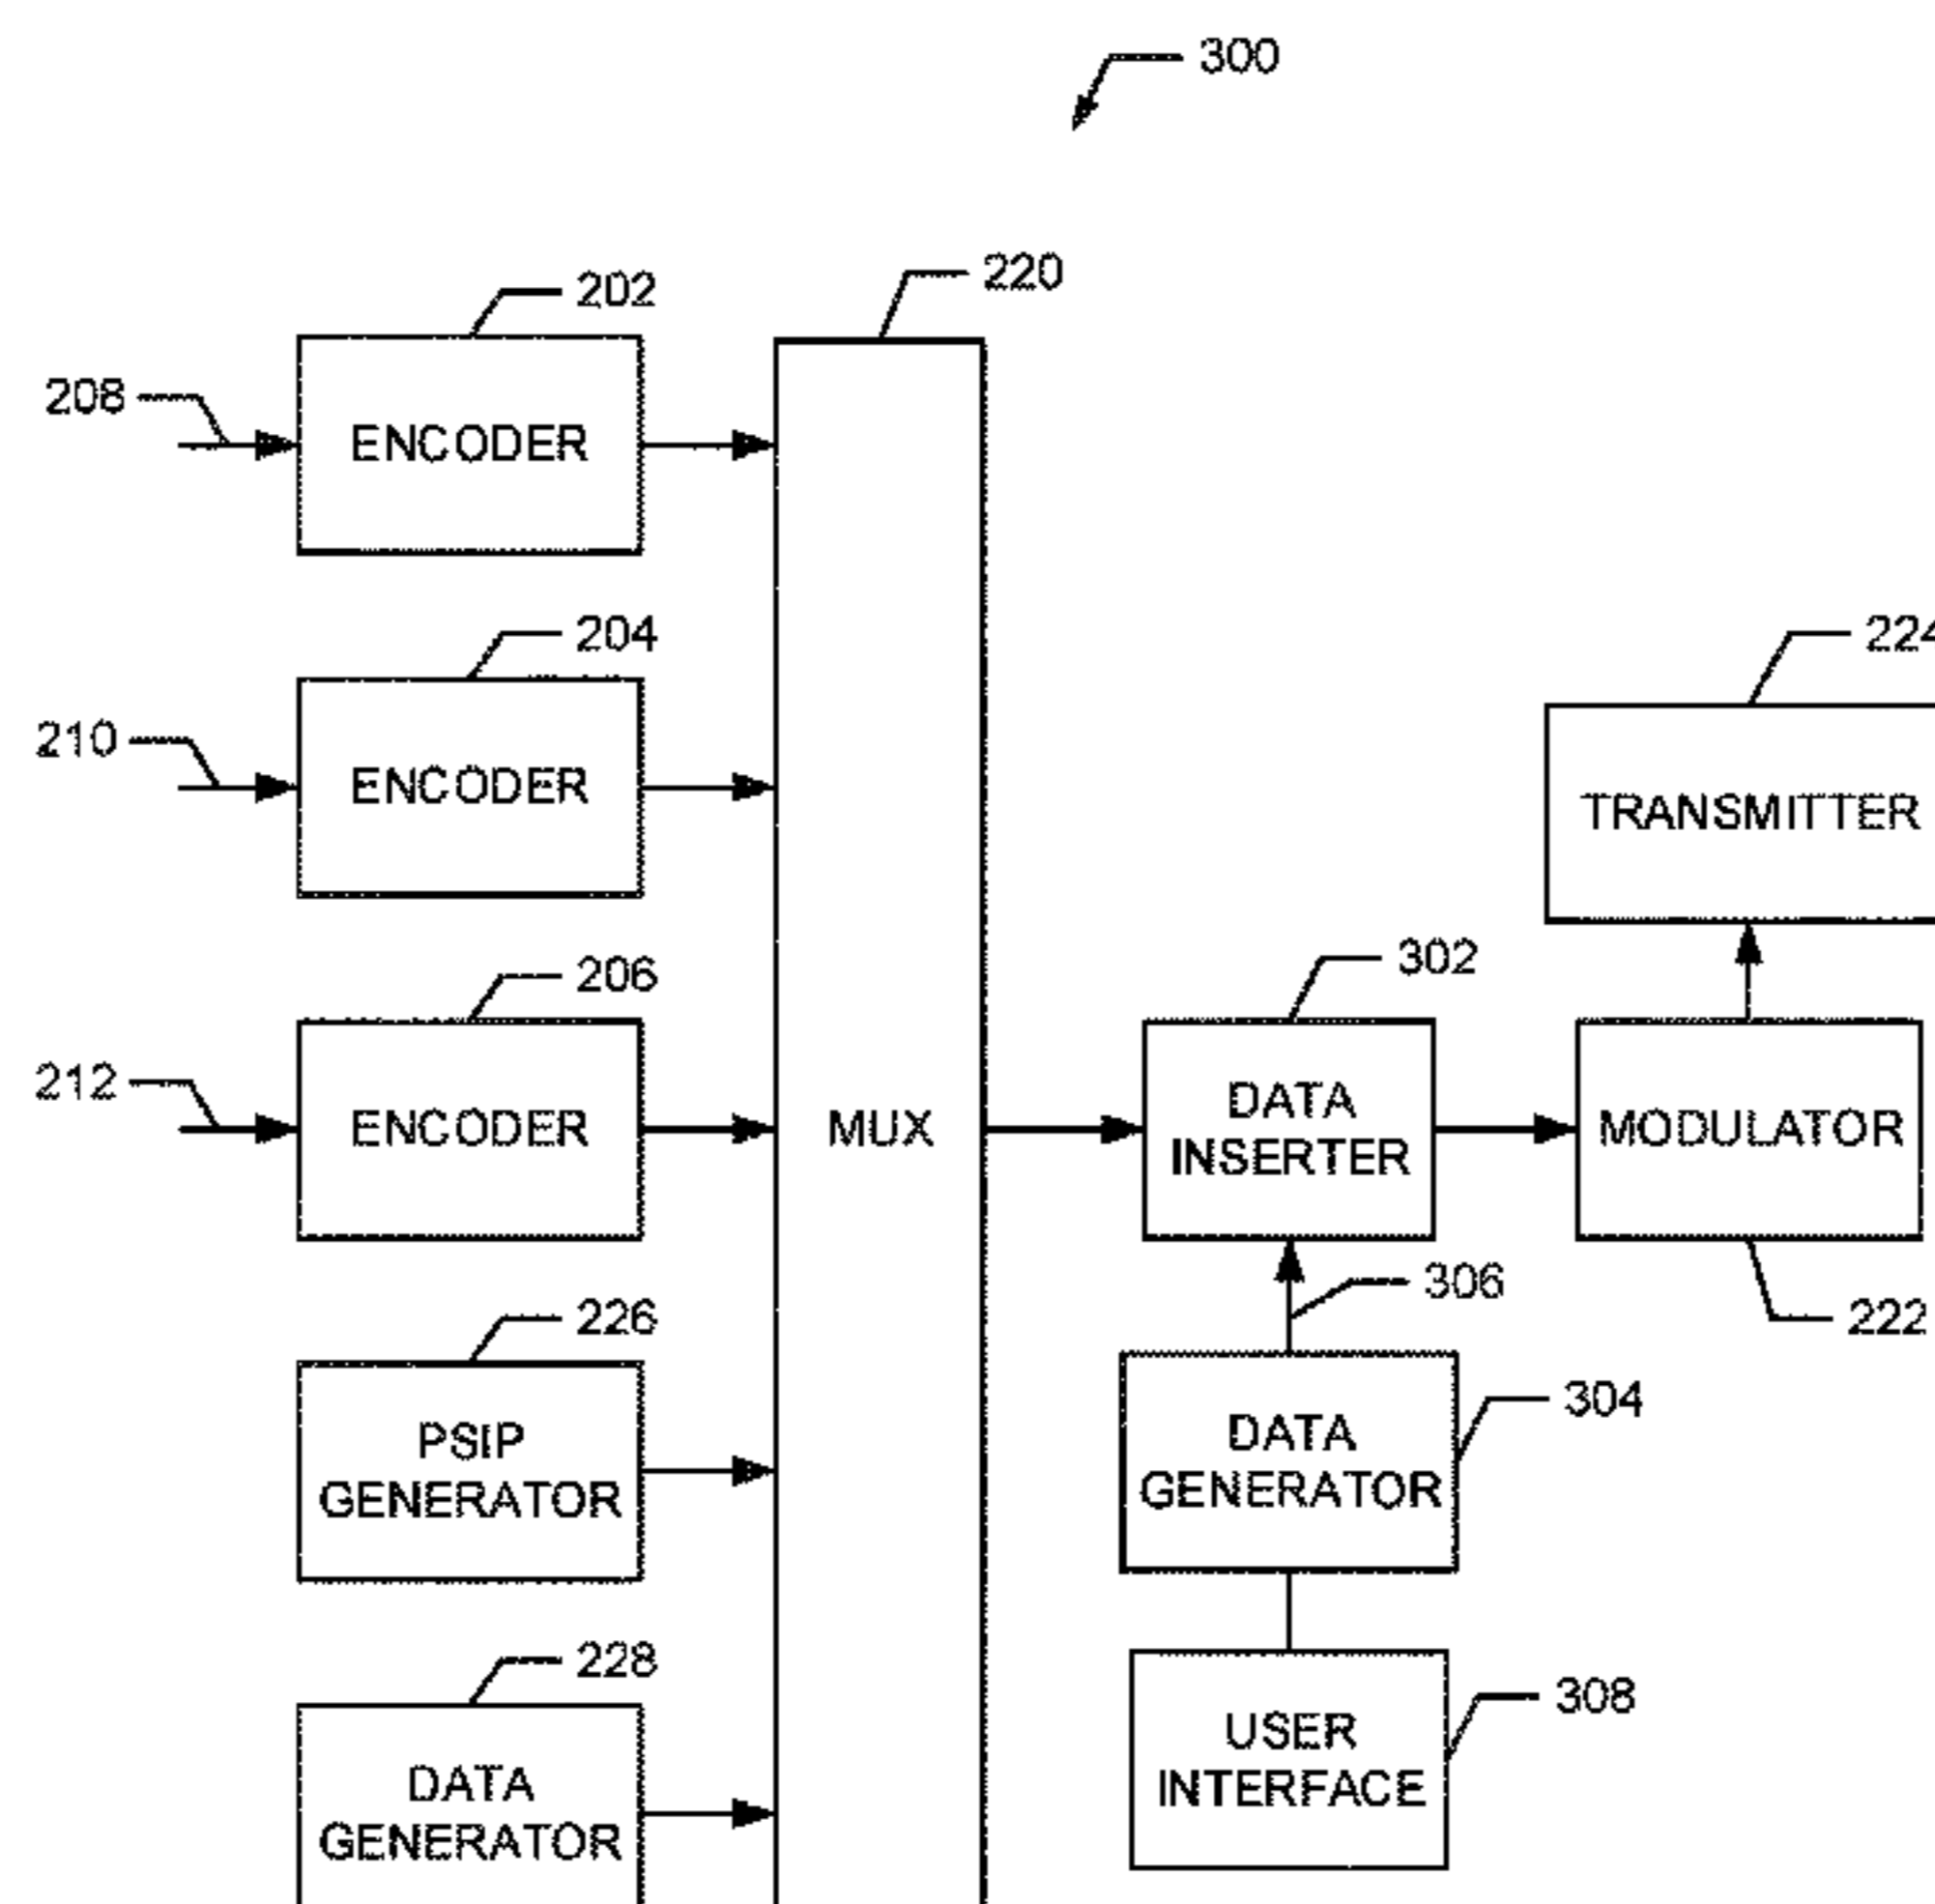 300
220
202
208
ENCODER
204
210
ENCODER
224
TRANSMITTER
206
212
ENCODER
MUX
302
DATA
INSERTER
MODULATOR
222
306
226
PSIP
GENERATOR
304
DATA
GENERATOR
228
DATA
GENERATOR
308
USER
INTERFACE